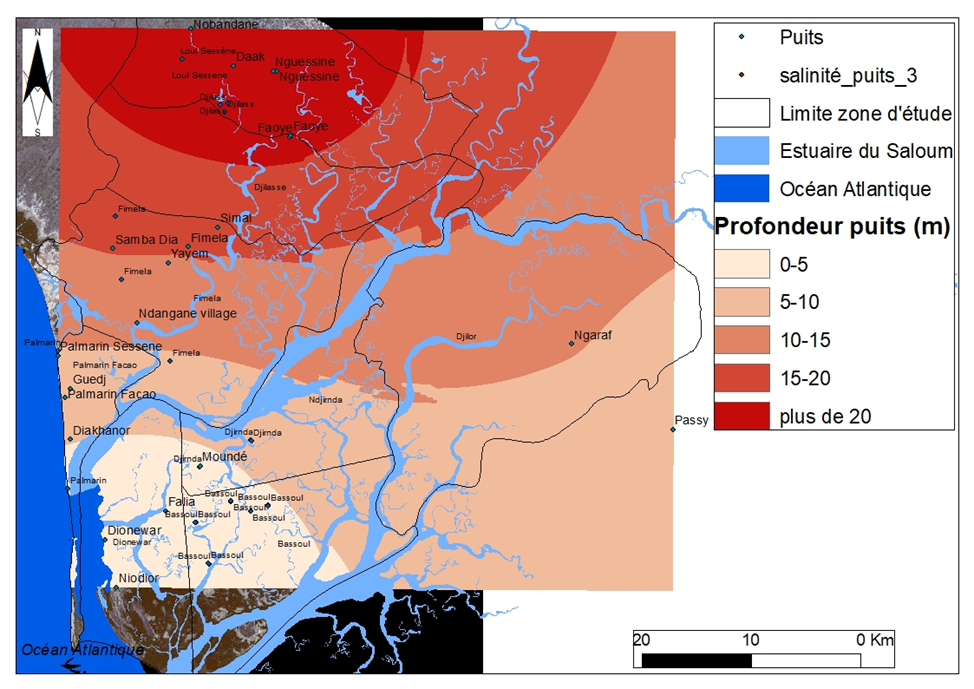 N
S
Nobandane
Loul Sessène
Daak
Nguessine
Nguessine
Loul Sessene
Djilass
Djilass
Faoye
Faoye
Djilasse
Fimela
Simal
Samba Dia
Fimela
Yayem
Fimela
Fimela
Ndangane village
Palmarin
Palmarin Sessene
Fimela
Palmarin Facao
Guedj
Palmarin Facao
Djilor
Ngaraf
Ndjirnda
Passy
Diakhanor
Djirnda
Djirnda
Djirnda
Moundé
Palmarin
Falia
Bassoul
Bassoul
Bassoul
Bassoul
Bassoul
Bassoul
Bassoul
Dionewar
Dionewar
Bassoul
Bassoul
Bassoul
Niodior
Océan Atlantique
Puits
salinité_puits_3
Limite zone d'étude
Estuaire du Saloum
Océan Atlantique
Profondeur puits (m)
0-5
5-10
10-15
15-20
plus de 20
20 10 0 Km